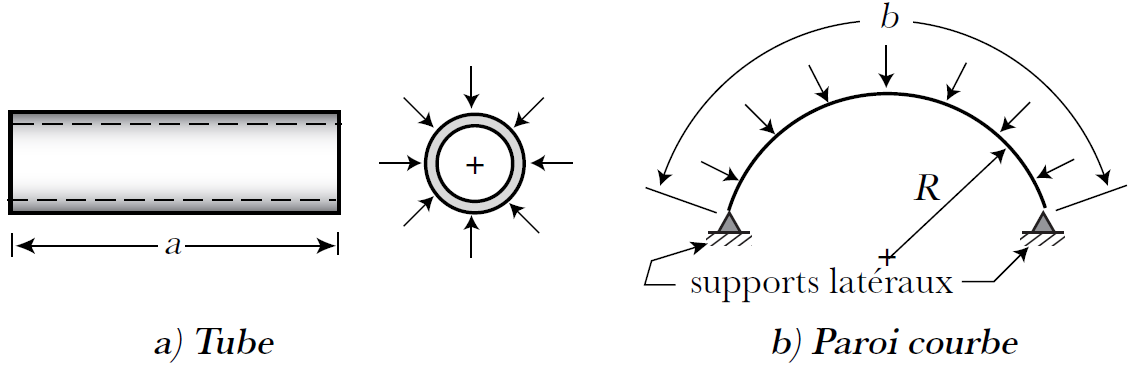 b
R
a
supports latéraux
a) Tube
b) Paroi courbe